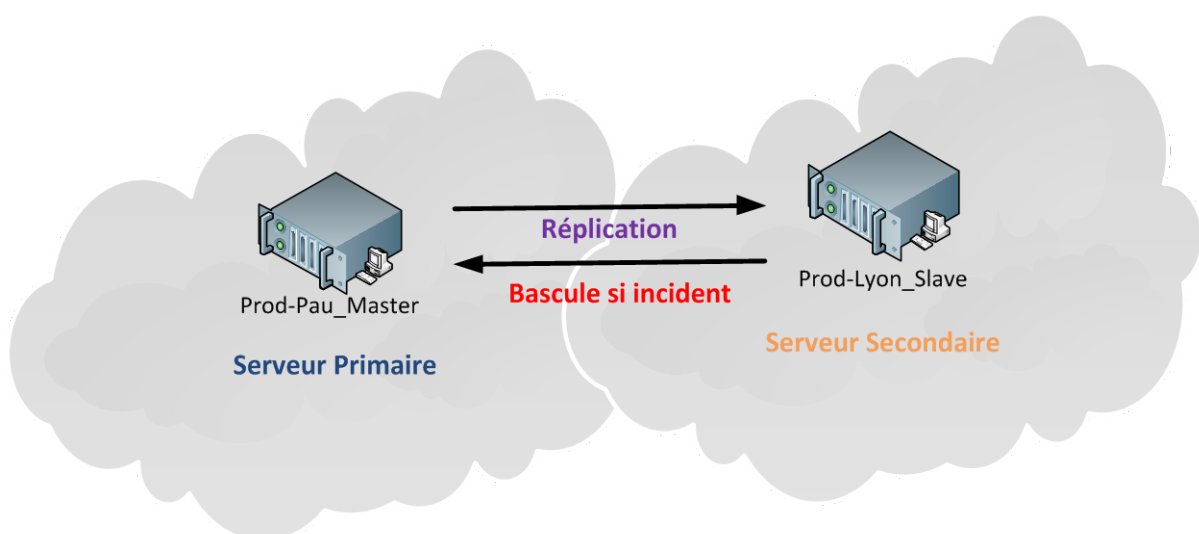 Réplication
Bascule si incident
Prod-Pau_Master
Serveur Primaire
Prod-Lyon_Slave
Serveur Secondaire